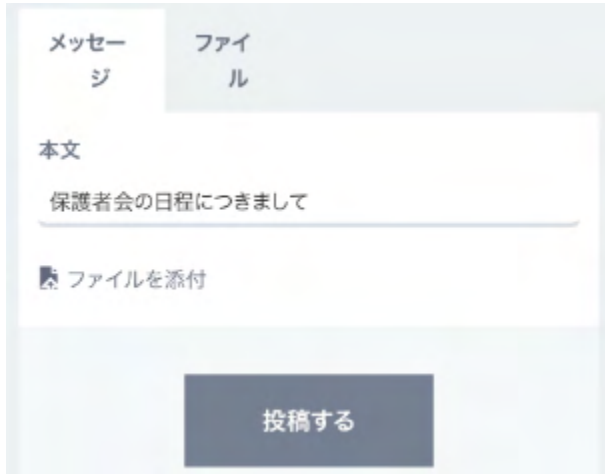 メッセー
ジ
ファイ
ル
本文
保護者会の日程につきまして
ファイルを添付
投稿する